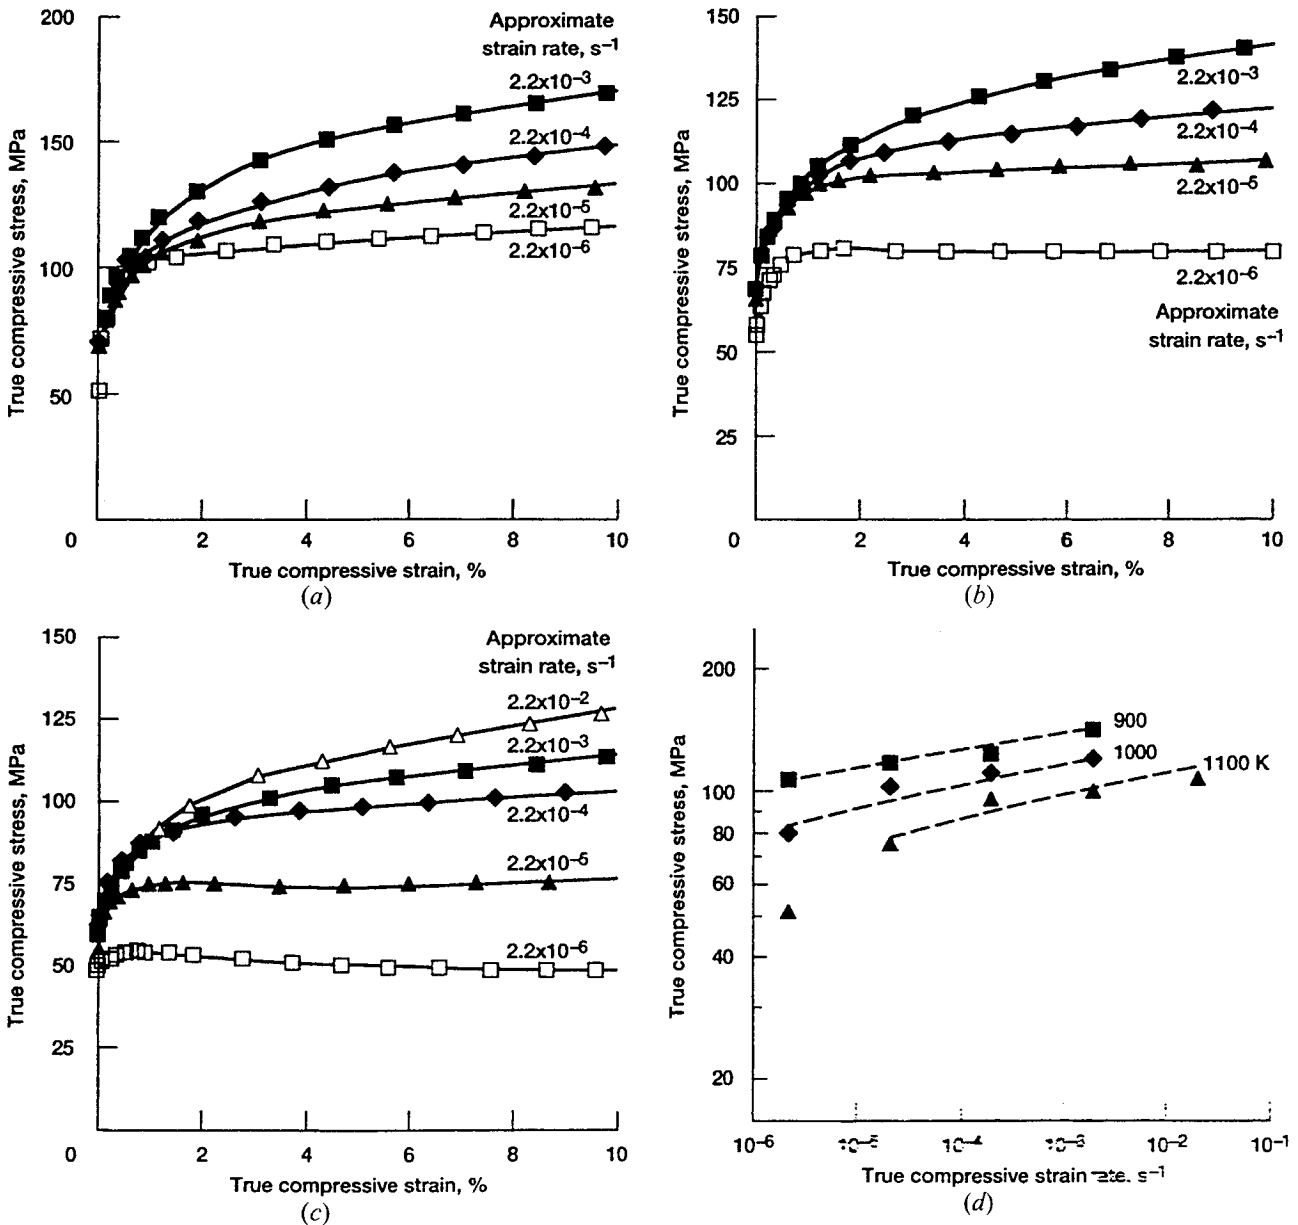 200
150
100
50
0
2
4
6
8
10
True compressive stress, MPa
True compressive strain, %
Approximate
strain rate, s⁻¹
2.2x10⁻³
2.2x10⁻⁴
2.2x10⁻⁵
2.2x10⁻⁶
(a)
150
125
100
75
50
25
0
2
4
6
8
10
True compressive stress, MPa
True compressive strain, %
2.2x10⁻³
2.2x10⁻⁴
2.2x10⁻⁵
2.2x10⁻⁶
Approximate
strain rate, s⁻¹
(b)
150
125
100
75
50
25
0
2
4
6
8
10
True compressive stress, MPa
True compressive strain, %
Approximate
strain rate, s⁻¹
2.2x10⁻²
2.2x10⁻³
2.2x10⁻⁴
2.2x10⁻⁵
2.2x10⁻⁶
(c)
200
100
80
60
40
20
10⁻⁶
10⁻⁴
10⁻²
10⁻¹
True compressive stress, MPa
True compressive strain s⁻¹
900
1000
1100 K
(d)